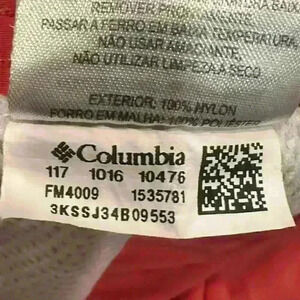 REMOVER PRONTAMENTE
PASSAR A FERRO EM BAIXA TEMPERATURA
NÃO USAR AMACIANTE
NÃO UTILIZAR LIMPEZA A SECO
EXTERIOR: 100% NYLON
FORRO EM MALHA: 100% POLIÉSTER
Columbia
117 1016 10476
FM4009 1535781
3KSSJ34B09553